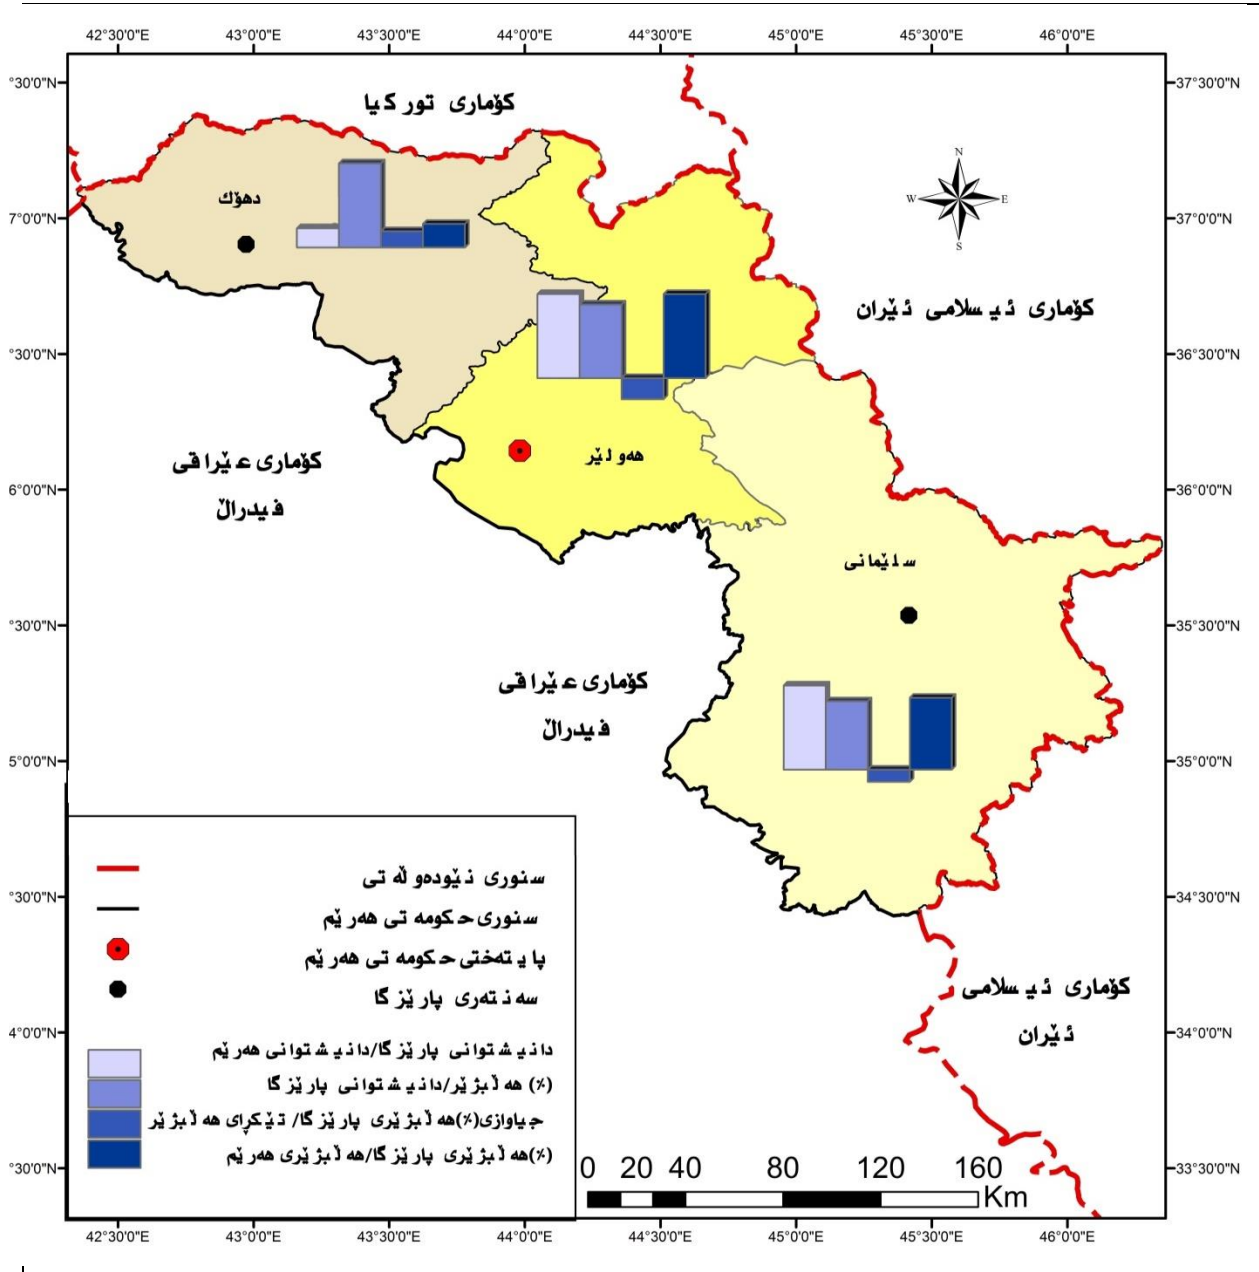 42°30'0"E 43°0'0"E 43°30'0"E 44°0'0"E 44°30'0"E 45°0'0"E 45°30'0"E 46°0'0"E
°30'0"N
37°30'0"N
کۆماری تورکیا
N
W E
S
دهۆك
7°0'0"N
37°0'0"N
کۆماری ئیسلامی ئێران
°30'0"N
36°30'0"N
هەولێر
کۆماری عێراقی
فیدراڵ
6°0'0"N
36°0'0"N
سلێمانی
°30'0"N
35°30'0"N
کۆماری عێراقی
فیدراڵ
5°0'0"N
35°0'0"N
سنوری نێودەوڵەتی
°30'0"N
34°30'0"N
سنوری حکومەتی هەرێم
پایتەختی حکومەتی هەرێم
سەنتەری پارێزگا
کۆماری ئیسلامی
ئێران
4°0'0"N
34°0'0"N
دانیشتوانی پارێزگا/دانیشتوانی هەرێم
(٪) هەڵبژێر/دانیشتوانی پارێزگا
جیاوازی(٪)هەڵبژێری پارێزگا/ تێکڕای هەڵبژێر
(٪)هەڵبژێری پارێزگا/هەڵبژێری هەرێم
°30'0"N
33°30'0"N
0 20 40 80 120 160
Km
42°30'0"E 43°0'0"E 43°30'0"E 44°0'0"E 44°30'0"E 45°0'0"E 45°30'0"E 46°0'0"E